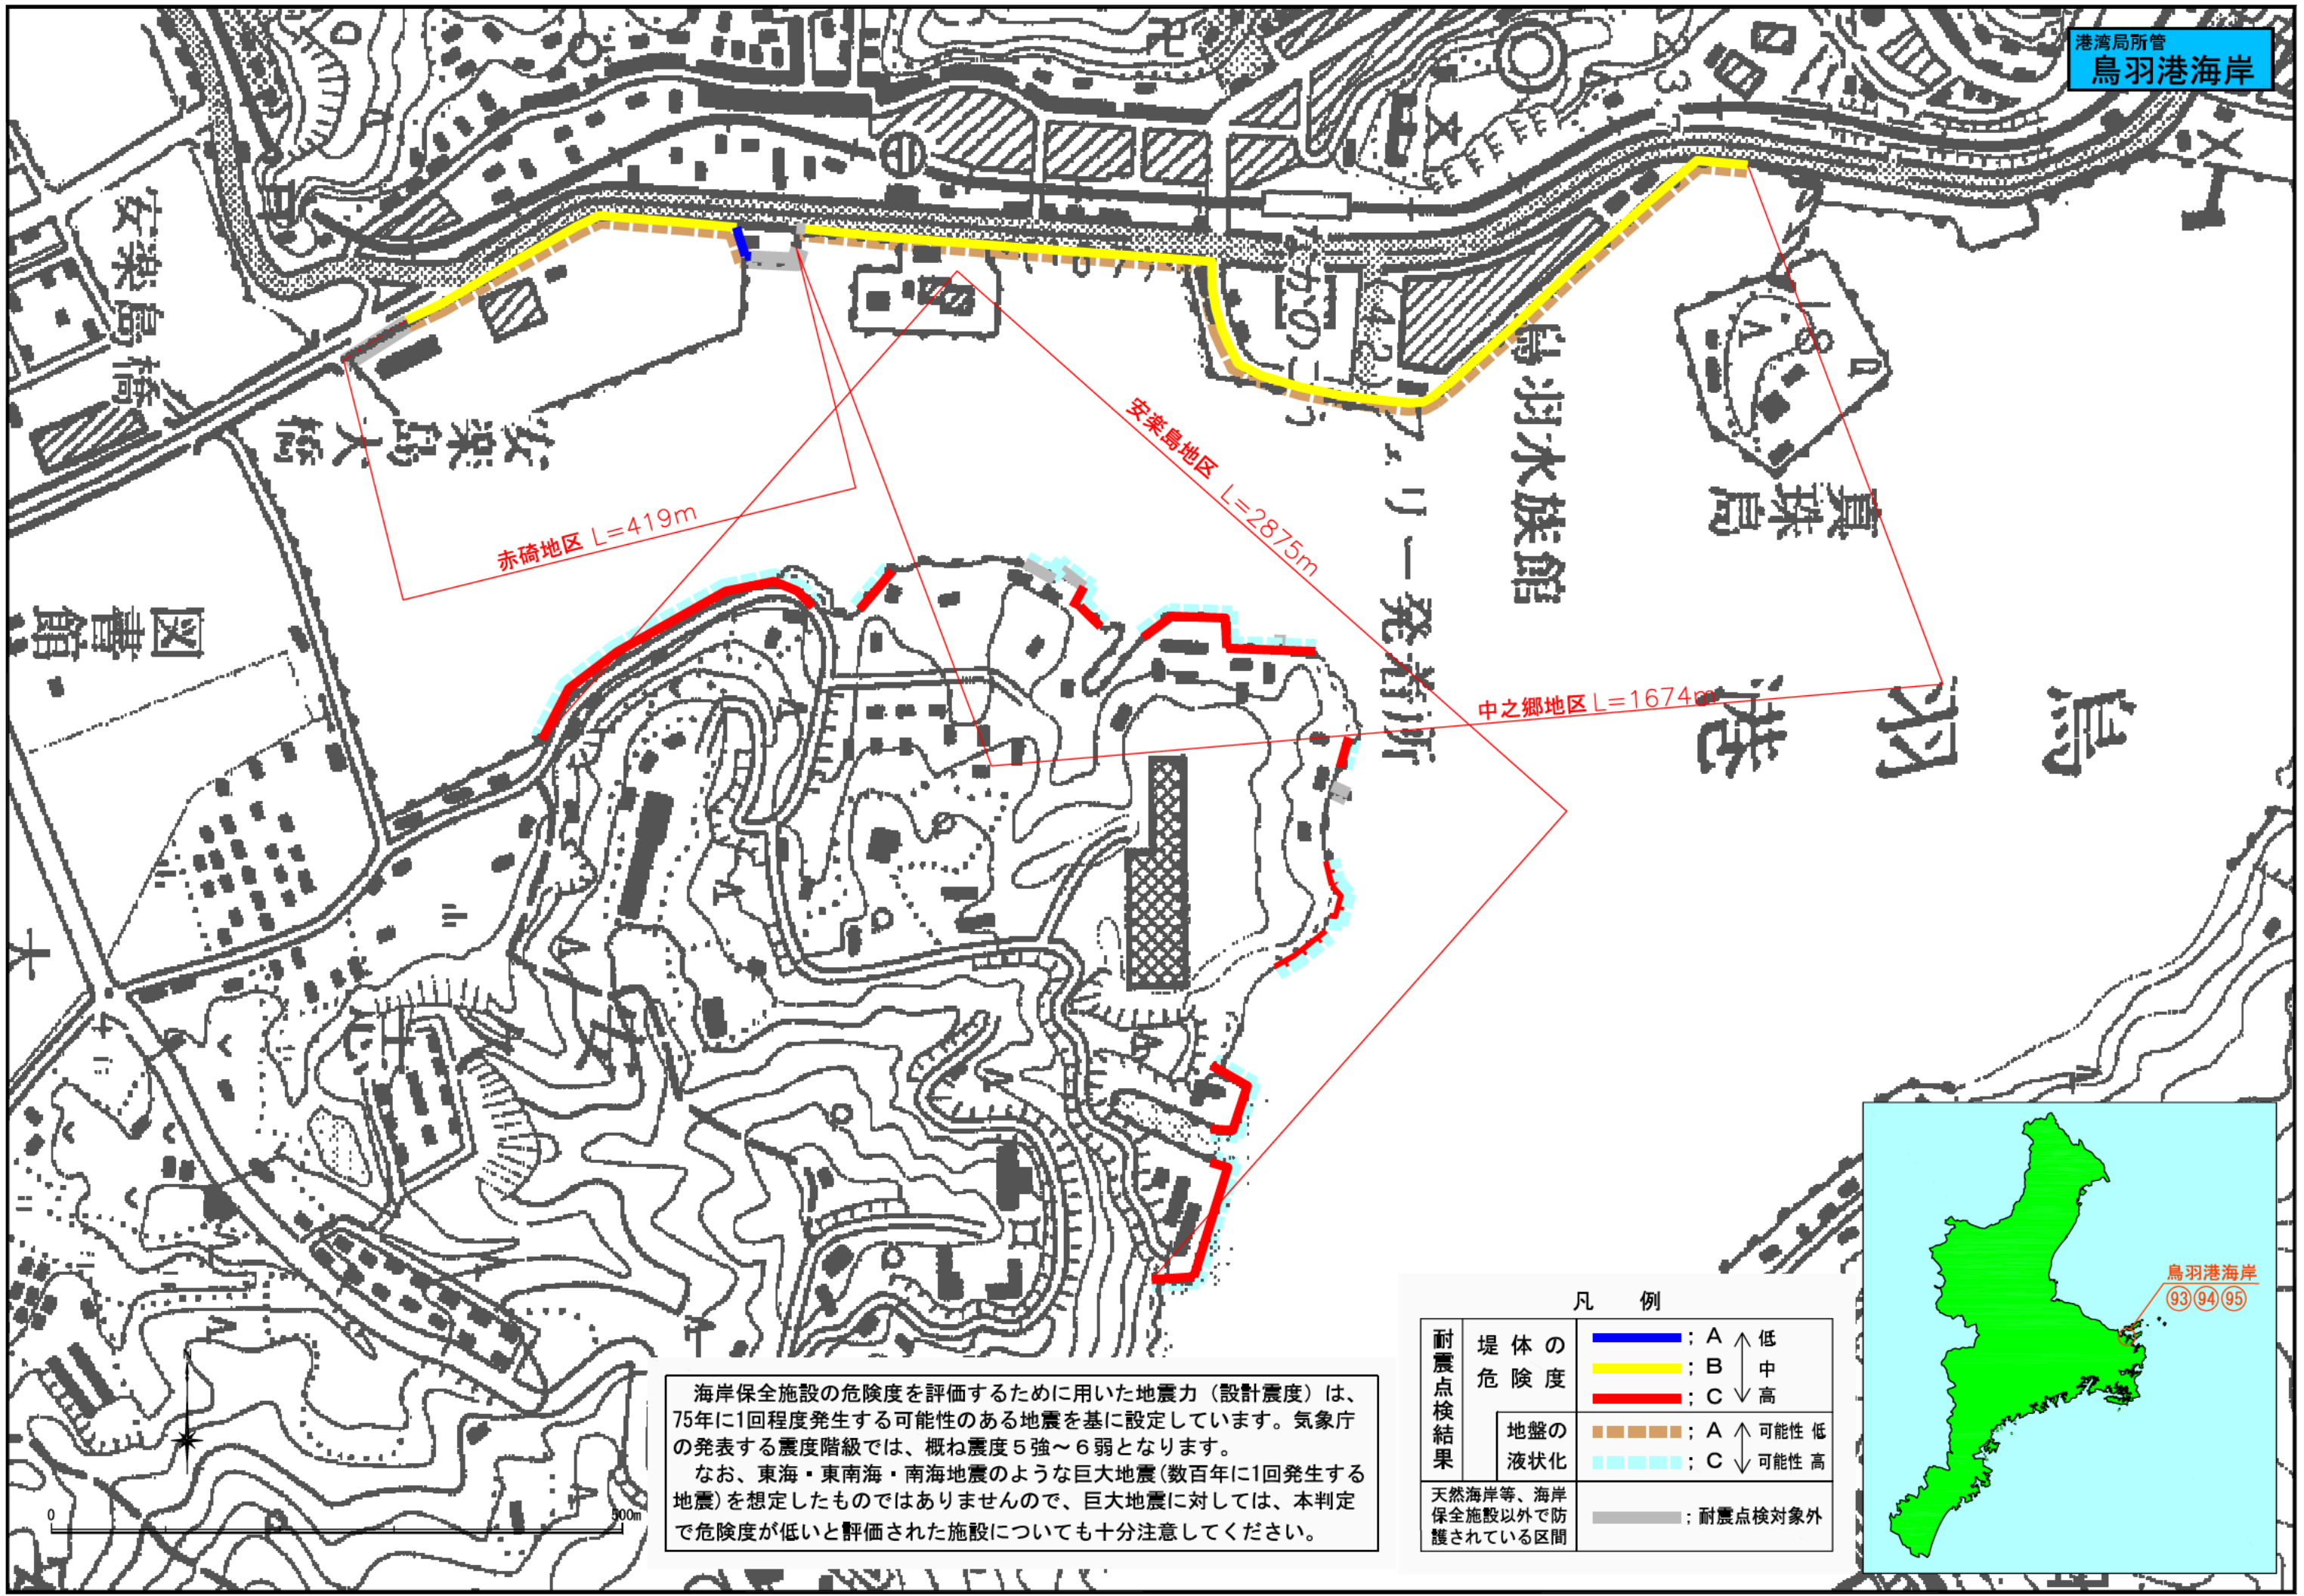 港湾局所管
鳥羽港海岸
安楽島橋
安楽島大橋
図書館
なかのごう
42
鳥羽水族館
フェリー発着所
18
真珠島
鳥羽港
大
安楽島地区 L=2875m
赤碕地区 L=419m
中之郷地区 L=1674m
鳥羽港海岸
93 94 95
N
0 500m
海岸保全施設の危険度を評価するために用いた地震力（設計震度）は、
75年に1回程度発生する可能性のある地震を基に設定しています。気象庁
の発表する震度階級では、概ね震度５強～６弱となります。
なお、東海・東南海・南海地震のような巨大地震(数百年に1回発生する
地震)を想定したものではありませんので、巨大地震に対しては、本判定
で危険度が低いと評価された施設についても十分注意してください。
凡 例
耐震点検結果
堤体の
危険度
; A 低
; B 中
; C 高
地盤の
液状化
; A 可能性 低
; C 可能性 高
天然海岸等、海岸
保全施設以外で防
護されている区間
; 耐震点検対象外